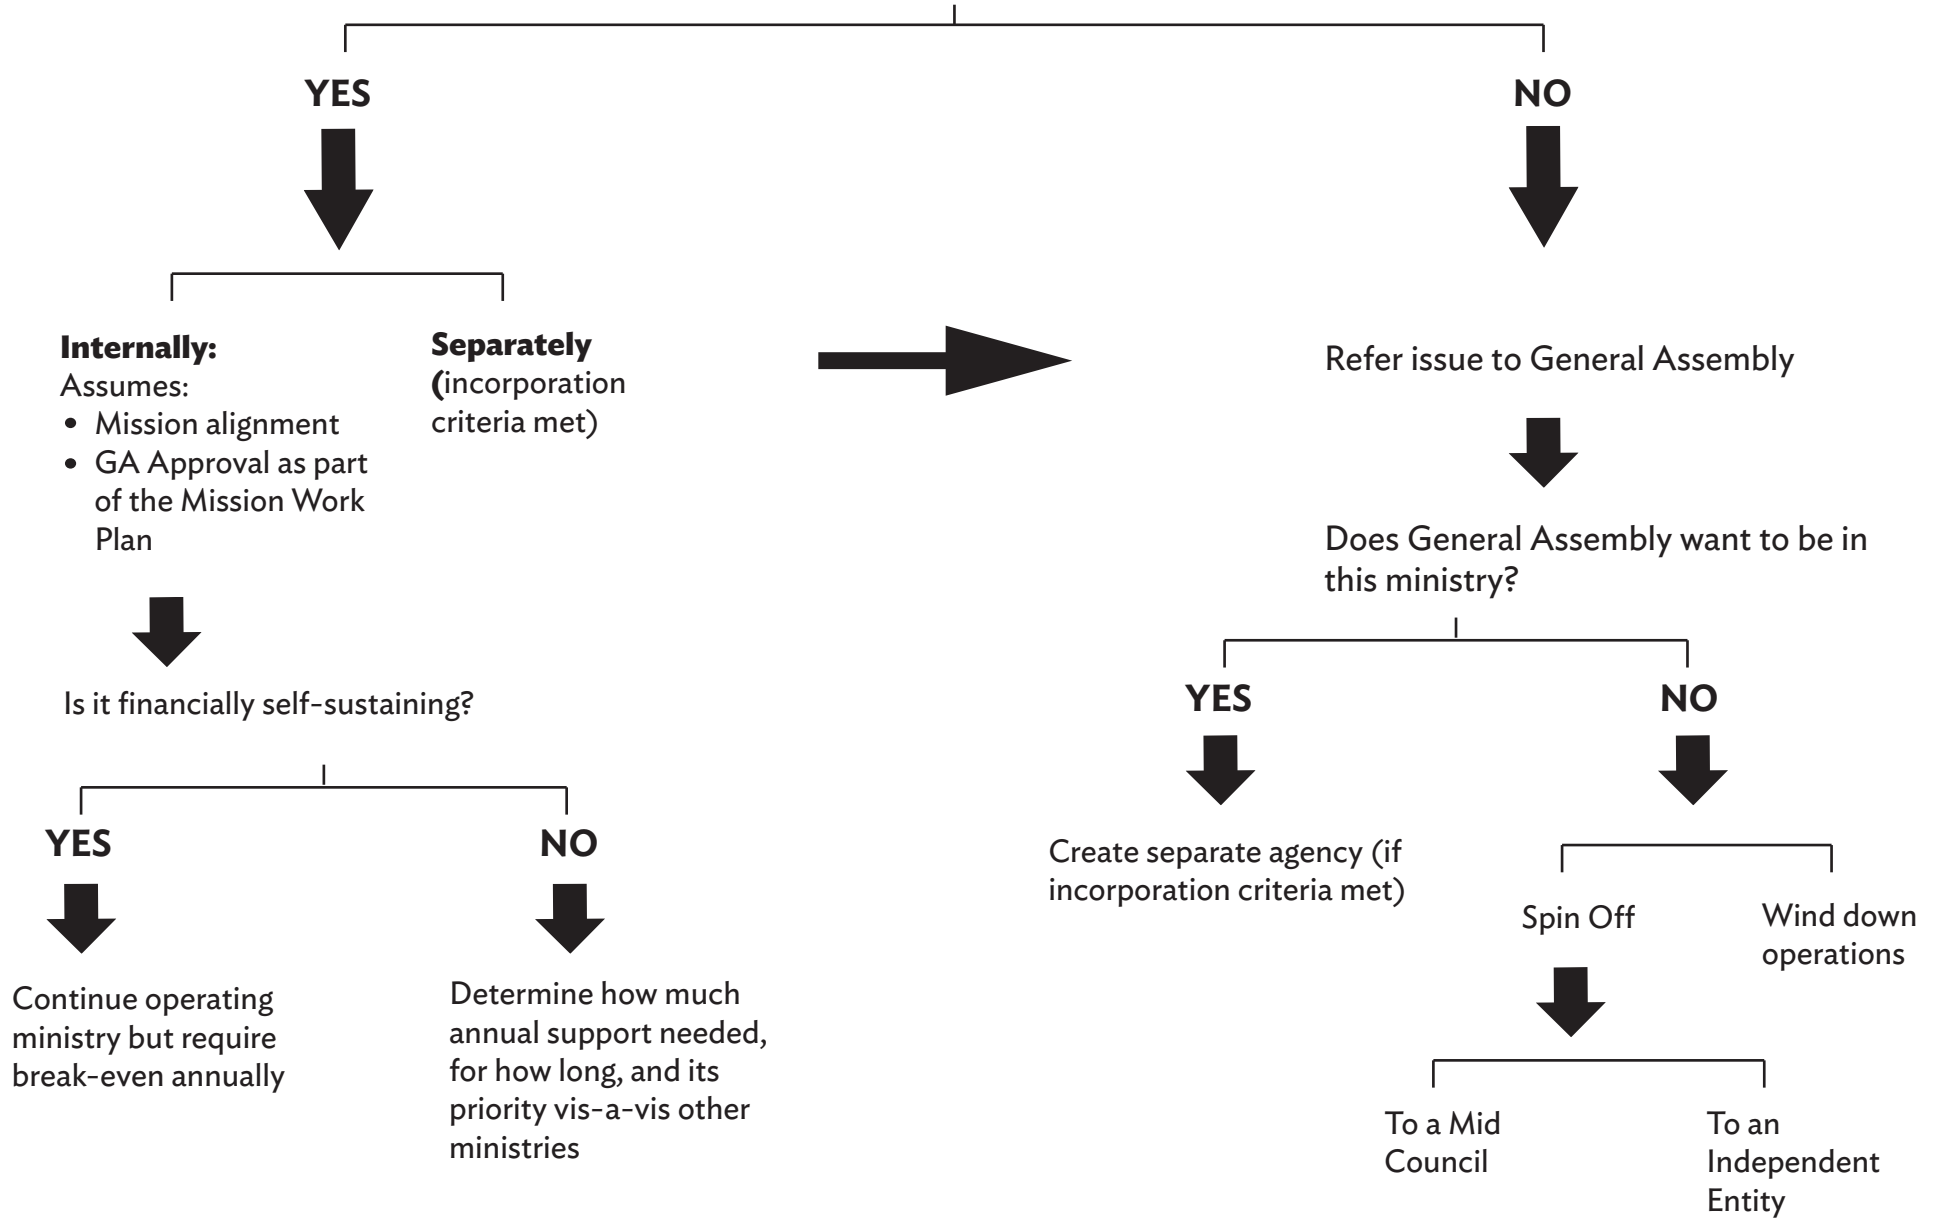 YES
NO
Internally:
Assumes:
• Mission alignment
• GA Approval as part
of the Mission Work
Plan
Separately
(incorporation
criteria met)
Refer issue to General Assembly
Does General Assembly want to be in
this ministry?
Is it financially self-sustaining?
YES
NO
YES
NO
Create separate agency (if
incorporation criteria met)
Spin Off
Wind down
operations
Continue operating
ministry but require
break-even annually
Determine how much
annual support needed,
for how long, and its
priority vis-a-vis other
ministries
To a Mid
Council
To an
Independent
Entity